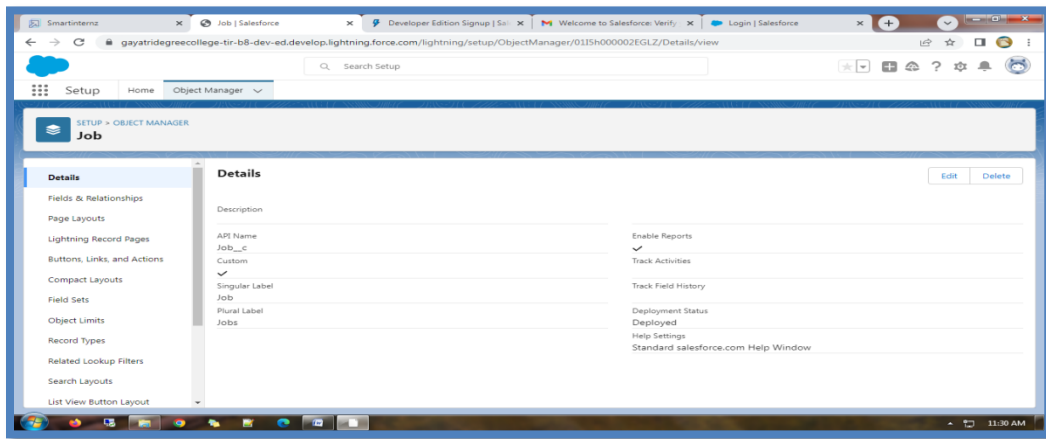 Smartinternz
Job | Salesforce
Developer Edition Signup | Sal
Welcome to Salesforce: Verify
Login | Salesforce
gayatridegreecollege-tir-b8-dev-ed.develop.lightning.force.com/lightning/setup/ObjectManager/01I5h000002EGLZ/Details/view
Search Setup
Setup
Home
Object Manager
SETUP > OBJECT MANAGER
Job
Details
Fields & Relationships
Page Layouts
Lightning Record Pages
Buttons, Links, and Actions
Compact Layouts
Field Sets
Object Limits
Record Types
Related Lookup Filters
Search Layouts
List View Button Layout
Details
Edit
Delete
Description
API Name
Job__c
Custom
Singular Label
Job
Plural Label
Jobs
Enable Reports
Track Activities
Track Field History
Deployment Status
Deployed
Help Settings
Standard salesforce.com Help Window
11:30 AM